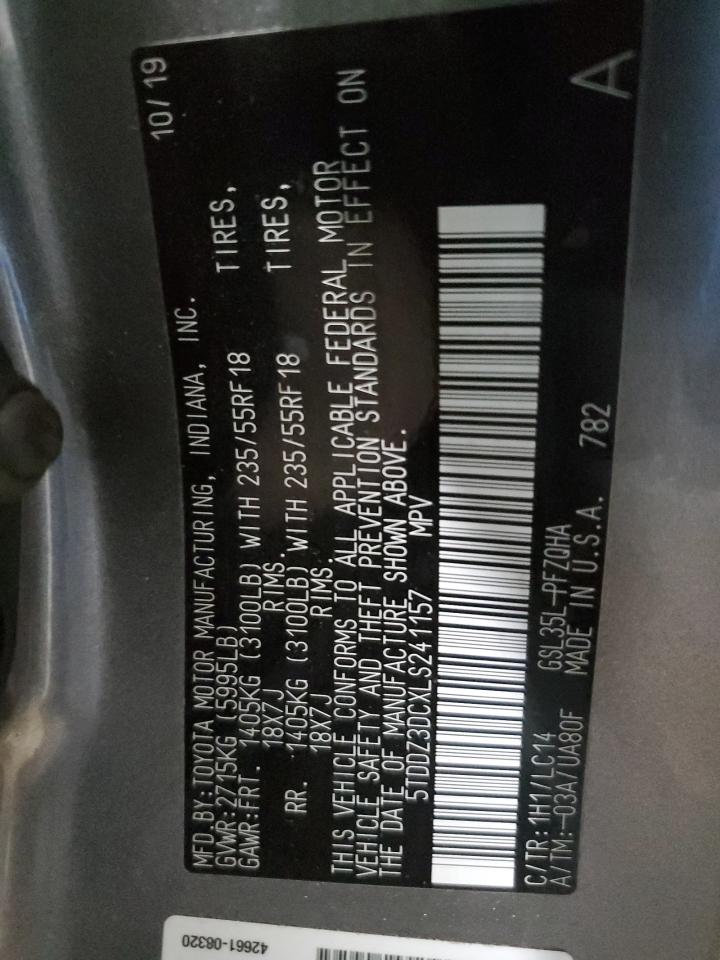 MFD.BY:TOYOTA MOTOR MANUFACTURING, INDIANA, INC. 10/19
GVWR:2715KG (5995LB)
GAWR:FRT. 1405KG (3100LB) WITH 235/55RF18 TIRES,
18X7J RIMS.
RR. 1405KG (3100LB) WITH 235/55RF18 TIRES,
18X7J RIMS.
THIS VEHICLE CONFORMS TO ALL APPLICABLE FEDERAL MOTOR
VEHICLE SAFETY AND THEFT PREVENTION STANDARDS IN EFFECT ON
THE DATE OF MANUFACTURE SHOWN ABOVE.
5TDDZ3DCXLS241157 MPV
C/TR:1H1/LC14 GSL35L-PFZQHA
A/TM:-03A/UA80F MADE IN U.S.A. 782 A
42661-08320